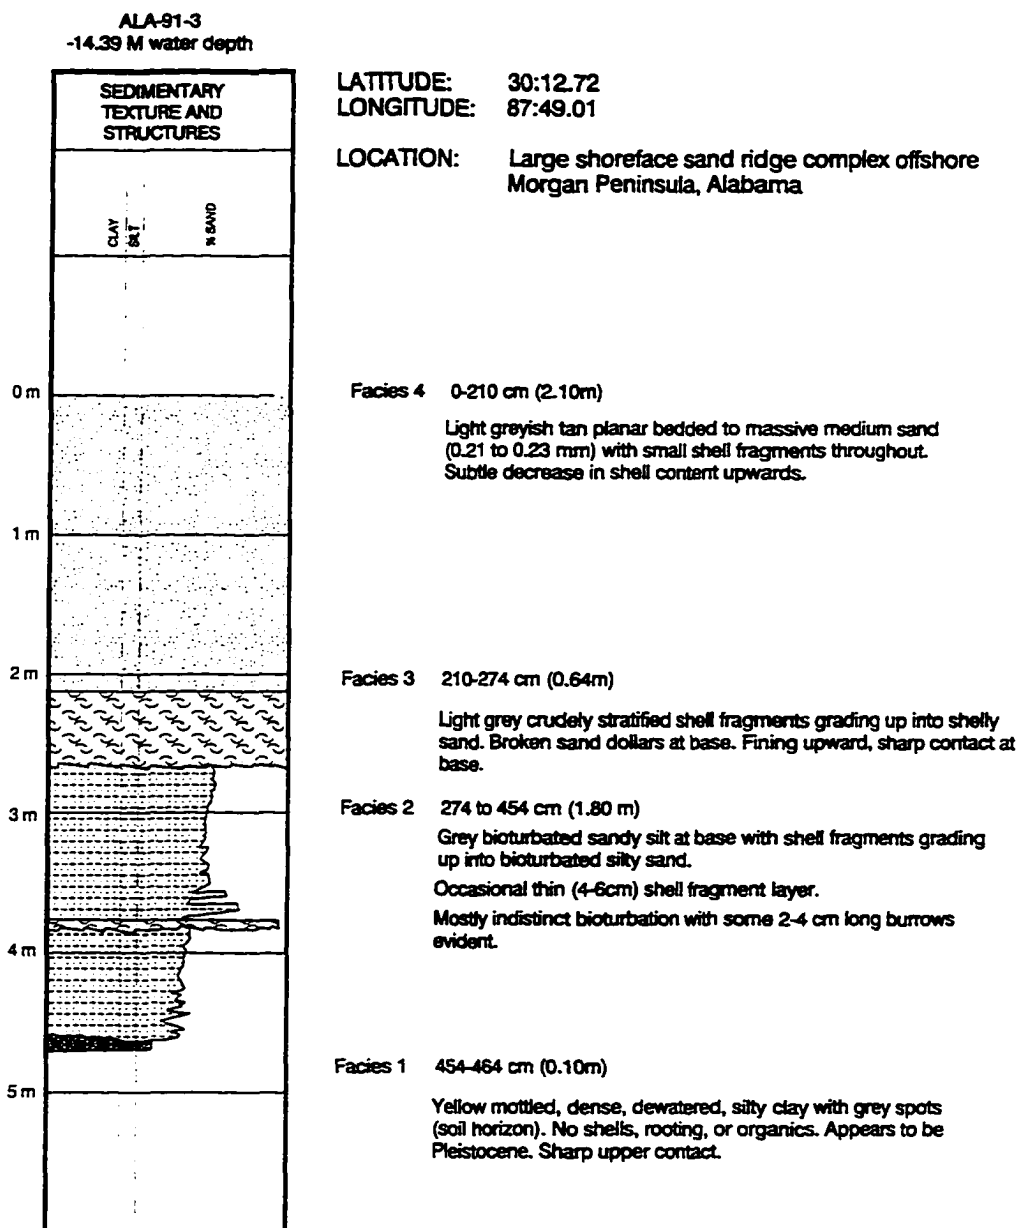 ALA-91-3
-14.39 M water depth
SEDIMENTARY
TEXTURE AND
STRUCTURES
CLAY
SILT
% SAND
LATITUDE: 30:12.72
LONGITUDE: 87:49.01
LOCATION: Large shoreface sand ridge complex offshore
Morgan Peninsula, Alabama
0 m
Facies 4 0-210 cm (2.10m)
Light greyish tan planar bedded to massive medium sand
(0.21 to 0.23 mm) with small shell fragments throughout.
Subtle decrease in shell content upwards.
1 m
2 m
Facies 3 210-274 cm (0.64m)
Light grey crudely stratified shell fragments grading up into shelly
sand. Broken sand dollars at base. Fining upward, sharp contact at
base.
3 m
Facies 2 274 to 454 cm (1.80 m)
Grey bioturbated sandy silt at base with shell fragments grading
up into bioturbated silty sand.
Occasional thin (4-6cm) shell fragment layer.
Mostly indistinct bioturbation with some 2-4 cm long burrows
evident.
4 m
Facies 1 454-464 cm (0.10m)
5 m
Yellow mottled, dense, dewatered, silty clay with grey spots
(soil horizon). No shells, rooting, or organics. Appears to be
Pleistocene. Sharp upper contact.